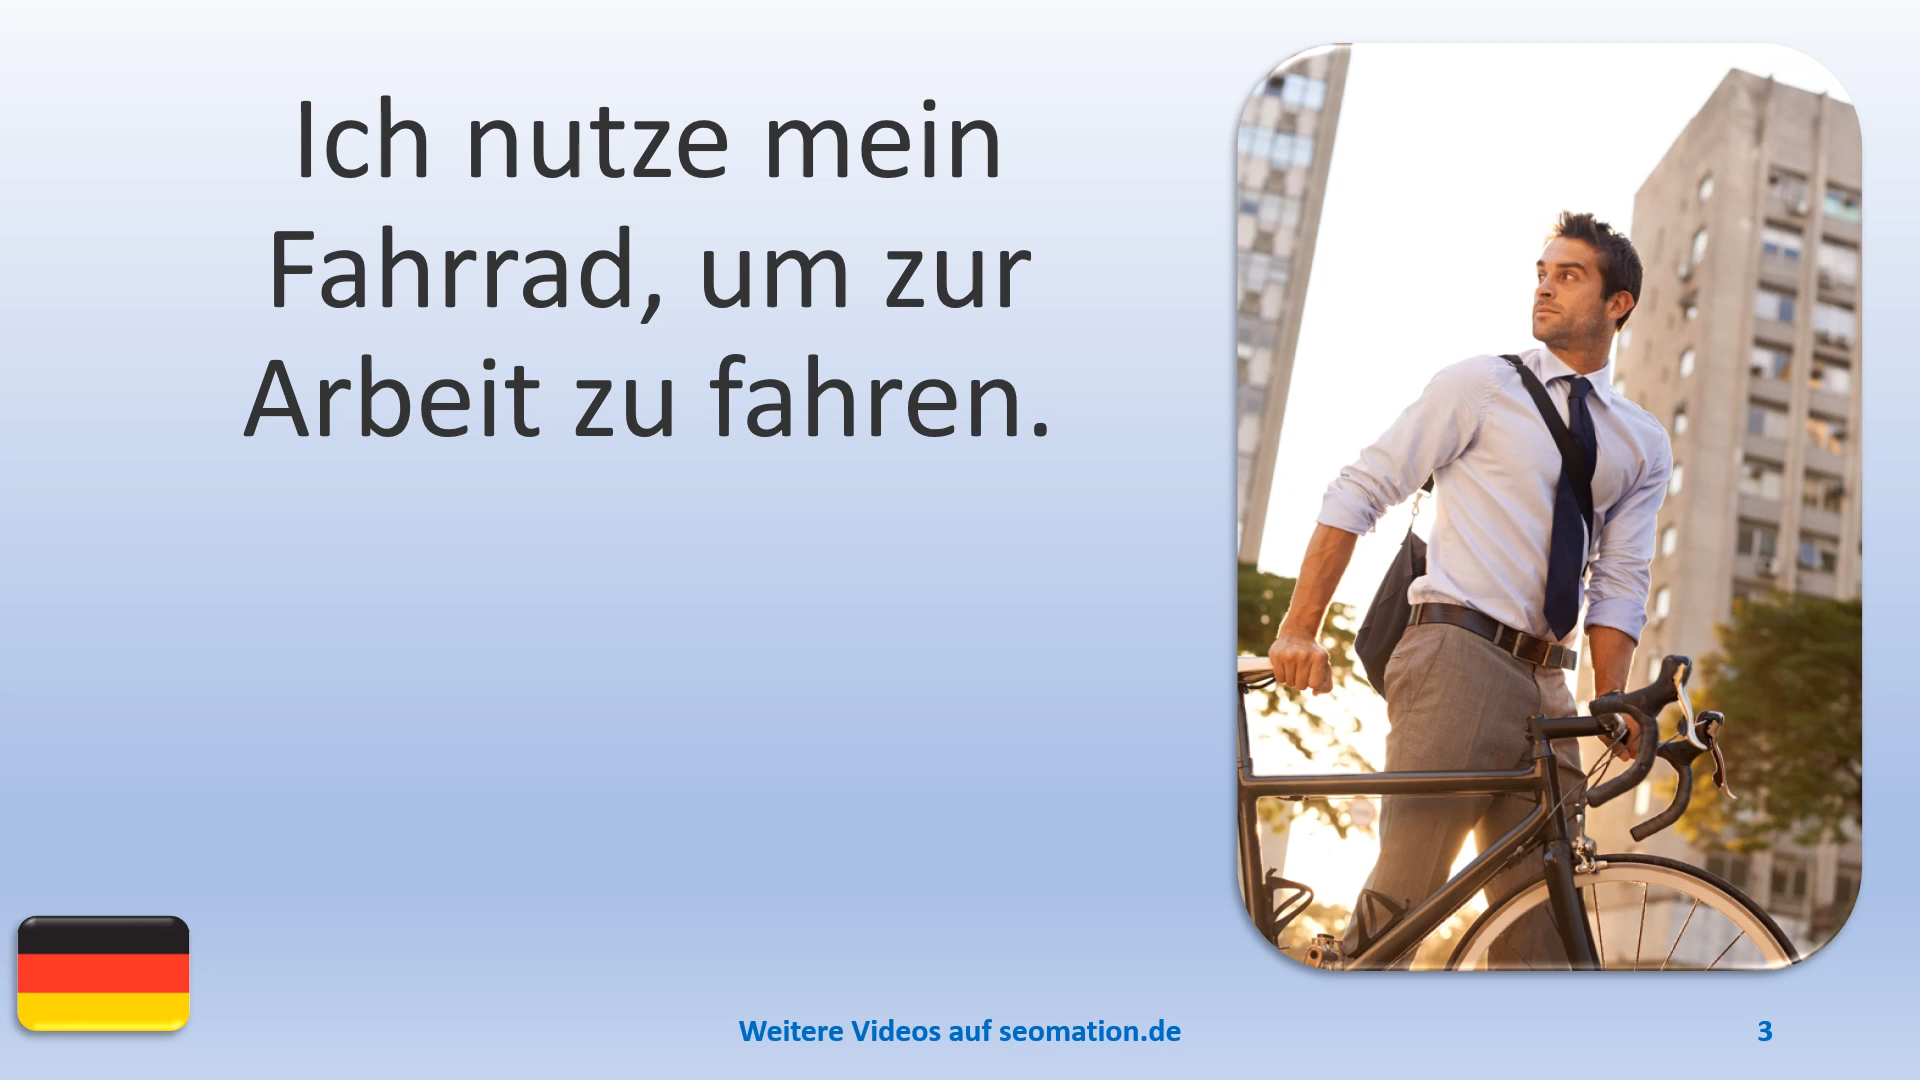 Ich nutze mein
Fahrrad, um zur
Arbeit zu fahren.
Weitere Videos auf seomation.de
3